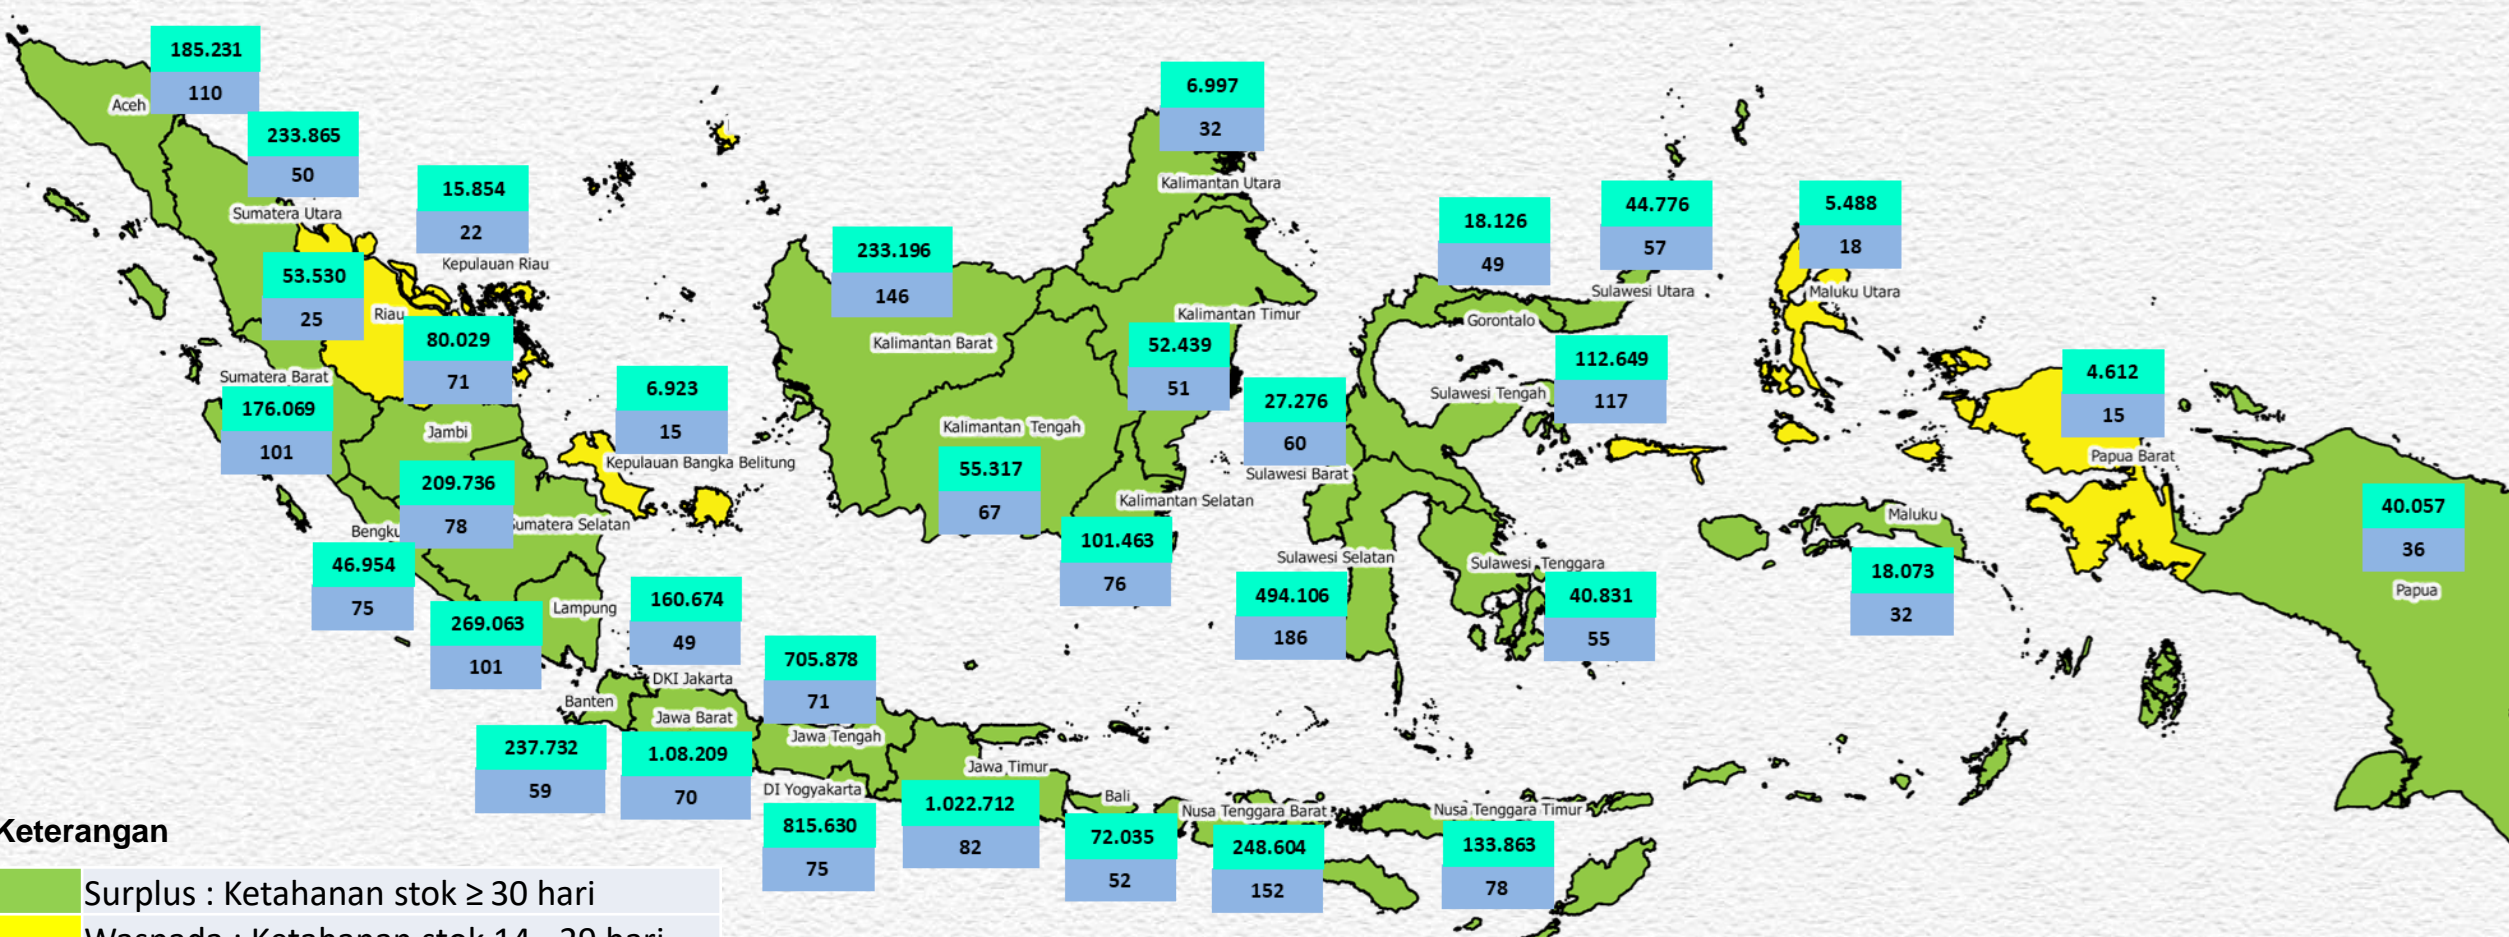 185.231
110
Aceh
233.865
50
Sumatera Utara
15.854
22
Kepulauan Riau
53.530
25
Riau
80.029
71
Sumatera Barat
176.069
101
Jambi
209.736
78
Sumatera Selatan
Bengku
46.954
75
269.063
101
Lampung
6.923
15
Kepulauan Bangka Belitung
160.674
49
DKI Jakarta
Banten
237.732
59
Jawa Barat
1.08.209
70
705.878
71
Jawa Tengah
DI Yogyakarta
815.630
75
Jawa Timur
1.022.712
82
Bali
72.035
52
Nusa Tenggara Barat
248.604
152
Nusa Tenggara Timur
133.863
78
6.997
32
Kalimantan Utara
233.196
146
Kalimantan Barat
Kalimantan Timur
52.439
51
Kalimantan Tengah
55.317
67
Kalimantan Selatan
101.463
76
18.126
49
Gorontalo
44.776
57
Sulawesi Utara
112.649
117
Sulawesi Tengah
27.276
60
Sulawesi Barat
Sulawesi Selatan
494.106
186
Sulawesi Tenggara
40.831
55
5.488
18
Maluku Utara
4.612
15
Papua Barat
Maluku
18.073
32
40.057
36
Papua
Keterangan
Surplus : Ketahanan stok ≥ 30 hari
Waspada : Ketahanan stok 14 - 29 hari